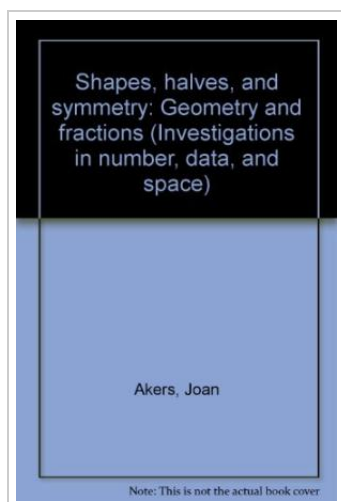 Shapes, halves, and
symmetry: Geometry and
fractions (Investigations
in number, data, and
space)
Akers, Joan
Note: This is not the actual book cover